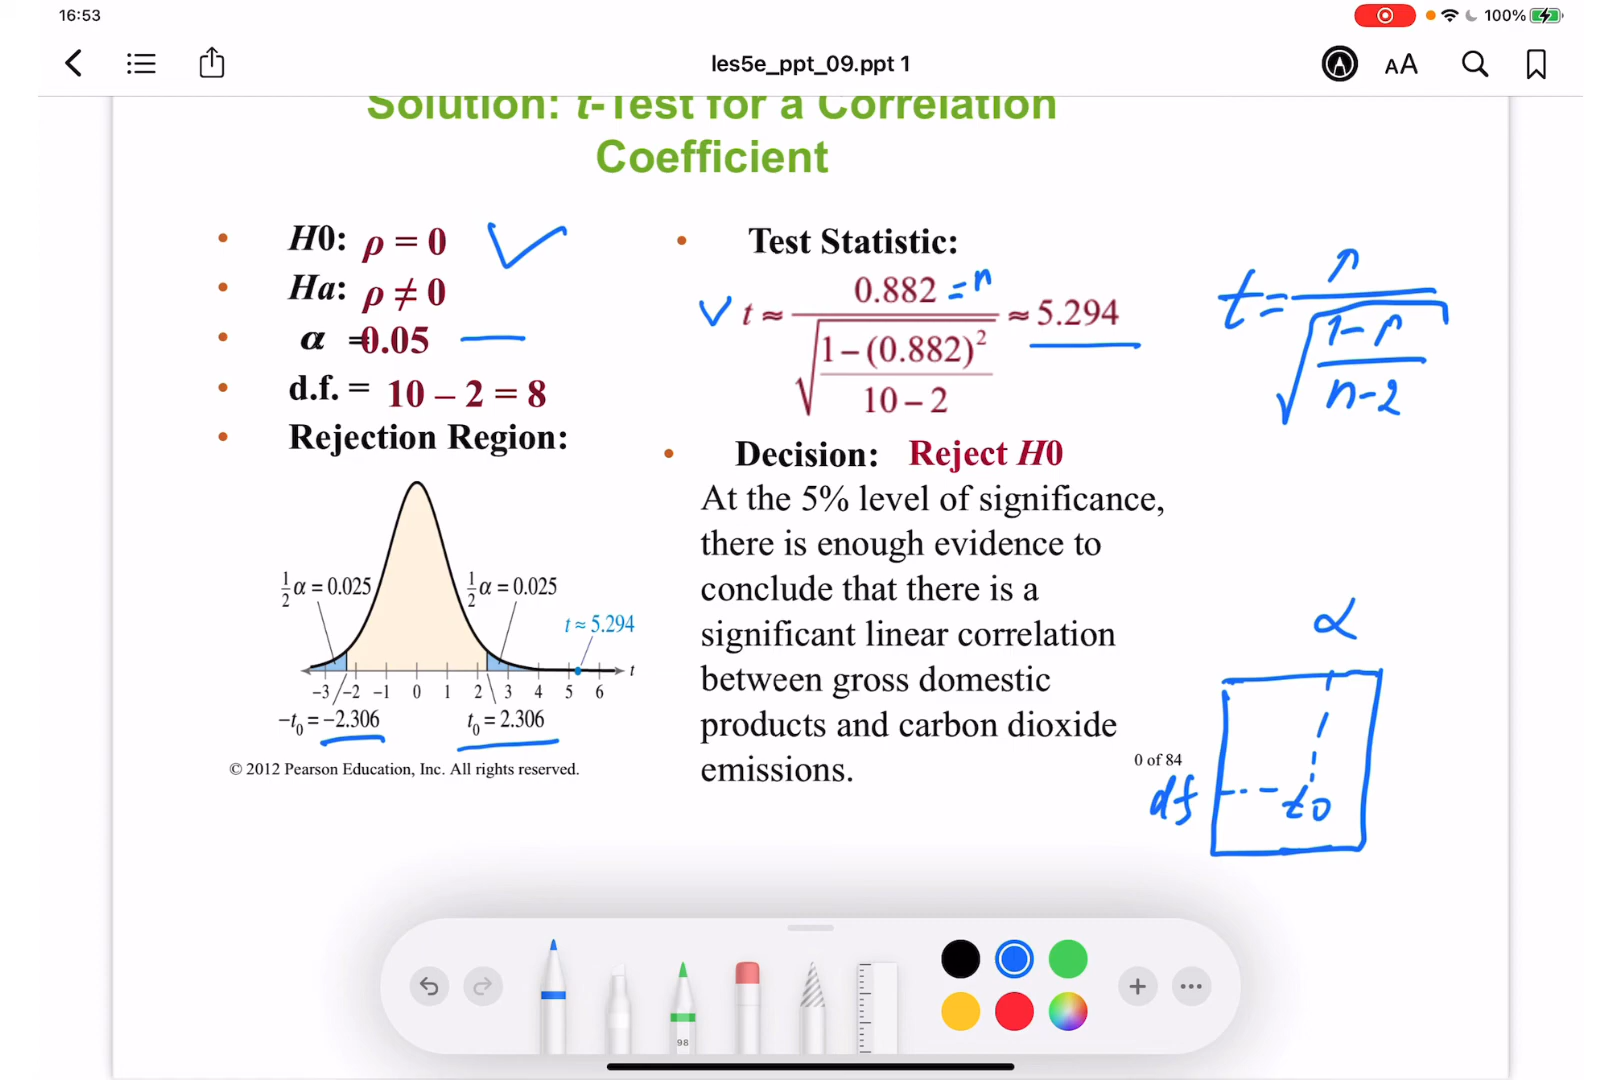 16:53
100%
les5e_ppt_09.ppt 1
AA
Solution: t-Test for a Correlation
Coefficient
• H0: ρ = 0
• Ha: ρ ≠ 0
• α = 0.05
• d.f. = 10 – 2 = 8
• Rejection Region:
½α = 0.025
½α = 0.025
t ≈ 5.294
t
−3 −2 −1 0 1 2 3 4 5 6
−t₀ = −2.306
t₀ = 2.306
© 2012 Pearson Education, Inc. All rights reserved.
• Test Statistic:
0.882 = r
t ≈ ≈ 5.294
√ 1 − (0.882)²
10 − 2
• Decision: Reject H0
At the 5% level of significance,
there is enough evidence to
conclude that there is a
significant linear correlation
between gross domestic
products and carbon dioxide
emissions.
0 of 84
r
t =
√ 1 - r
n-2
α
df
t0
98